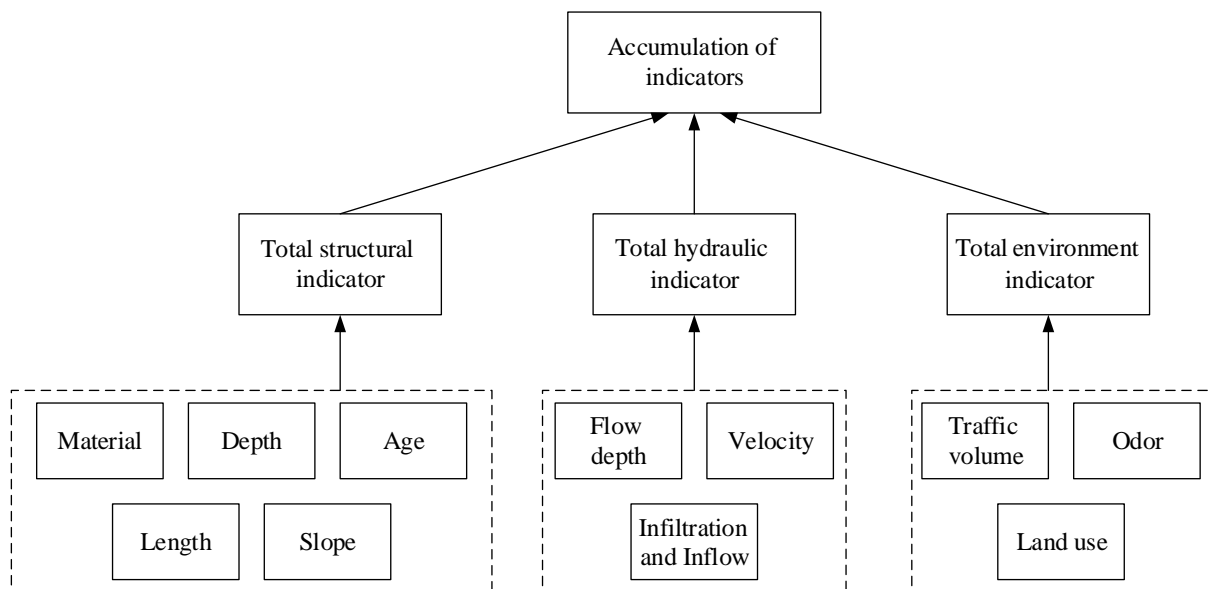 Accumulation of
indicators
Total structural
indicator
Total hydraulic
indicator
Total environment
indicator
Material
Depth
Age
Length
Slope
Flow
depth
Velocity
Infiltration
and Inflow
Traffic
volume
Odor
Land use